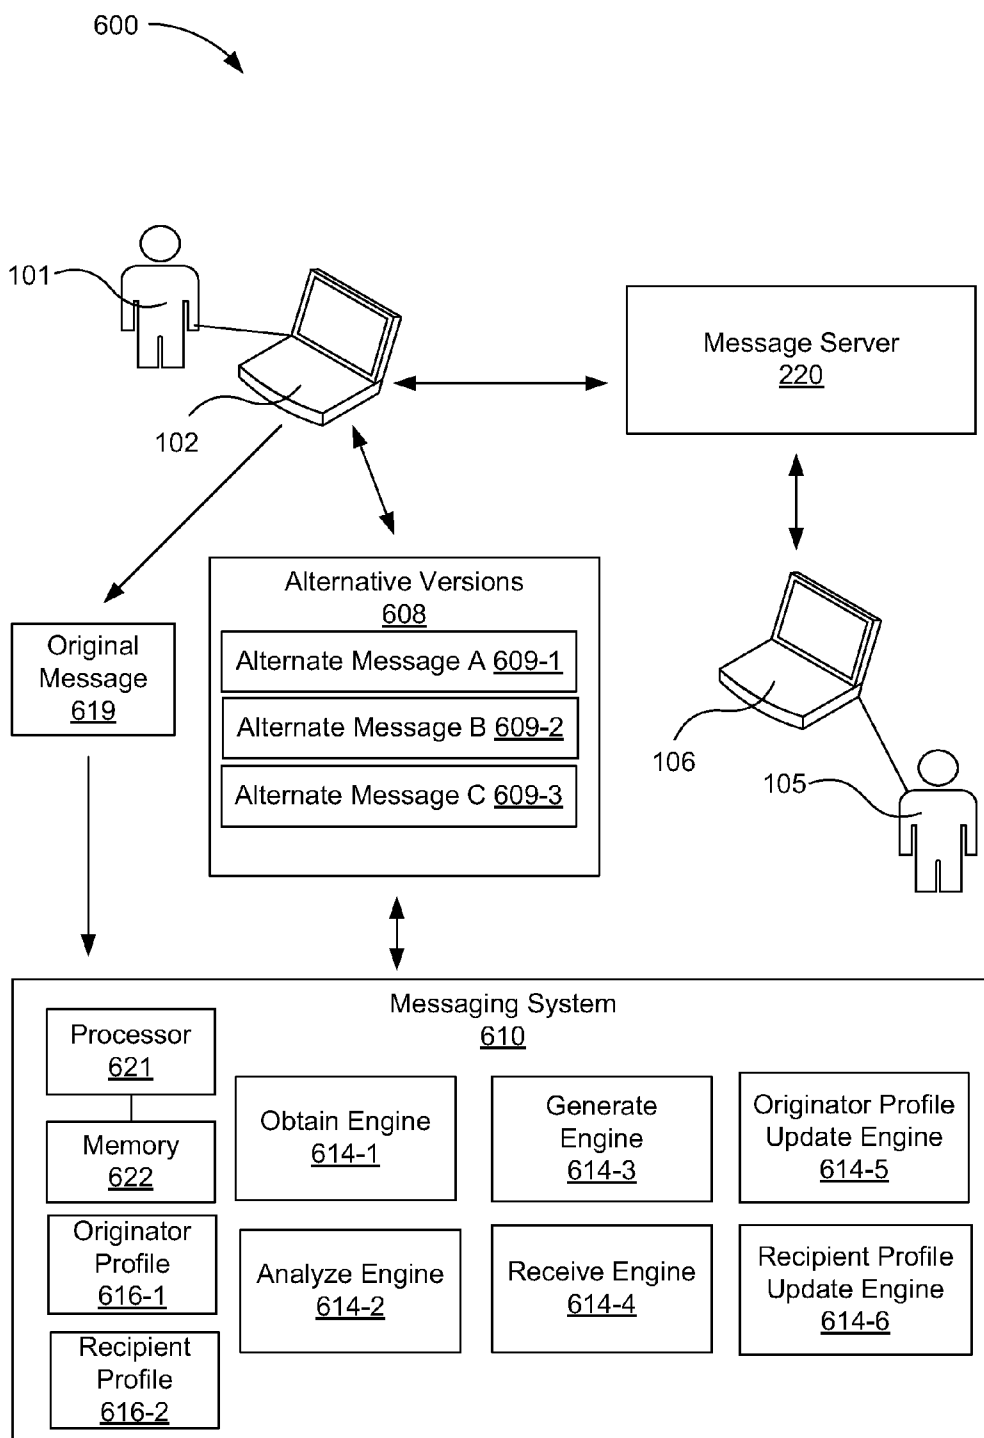 600
101
102
Message Server
220
Alternative Versions
608
Alternate Message A 609-1
Alternate Message B 609-2
Alternate Message C 609-3
Original
Message
619
106
105
Messaging System
610
Processor
621
Memory
622
Originator
Profile
616-1
Recipient
Profile
616-2
Obtain Engine
614-1
Analyze Engine
614-2
Generate
Engine
614-3
Receive Engine
614-4
Originator Profile
Update Engine
614-5
Recipient Profile
Update Engine
614-6